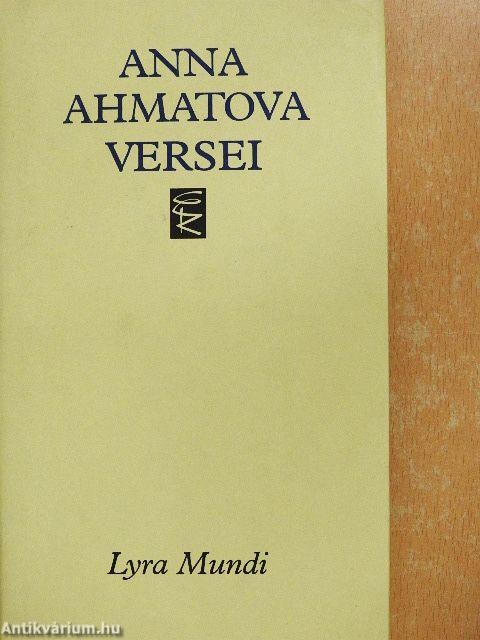 ANNA
AHMATOVA
VERSEI
Lyra Mundi
Antikvárium.hu